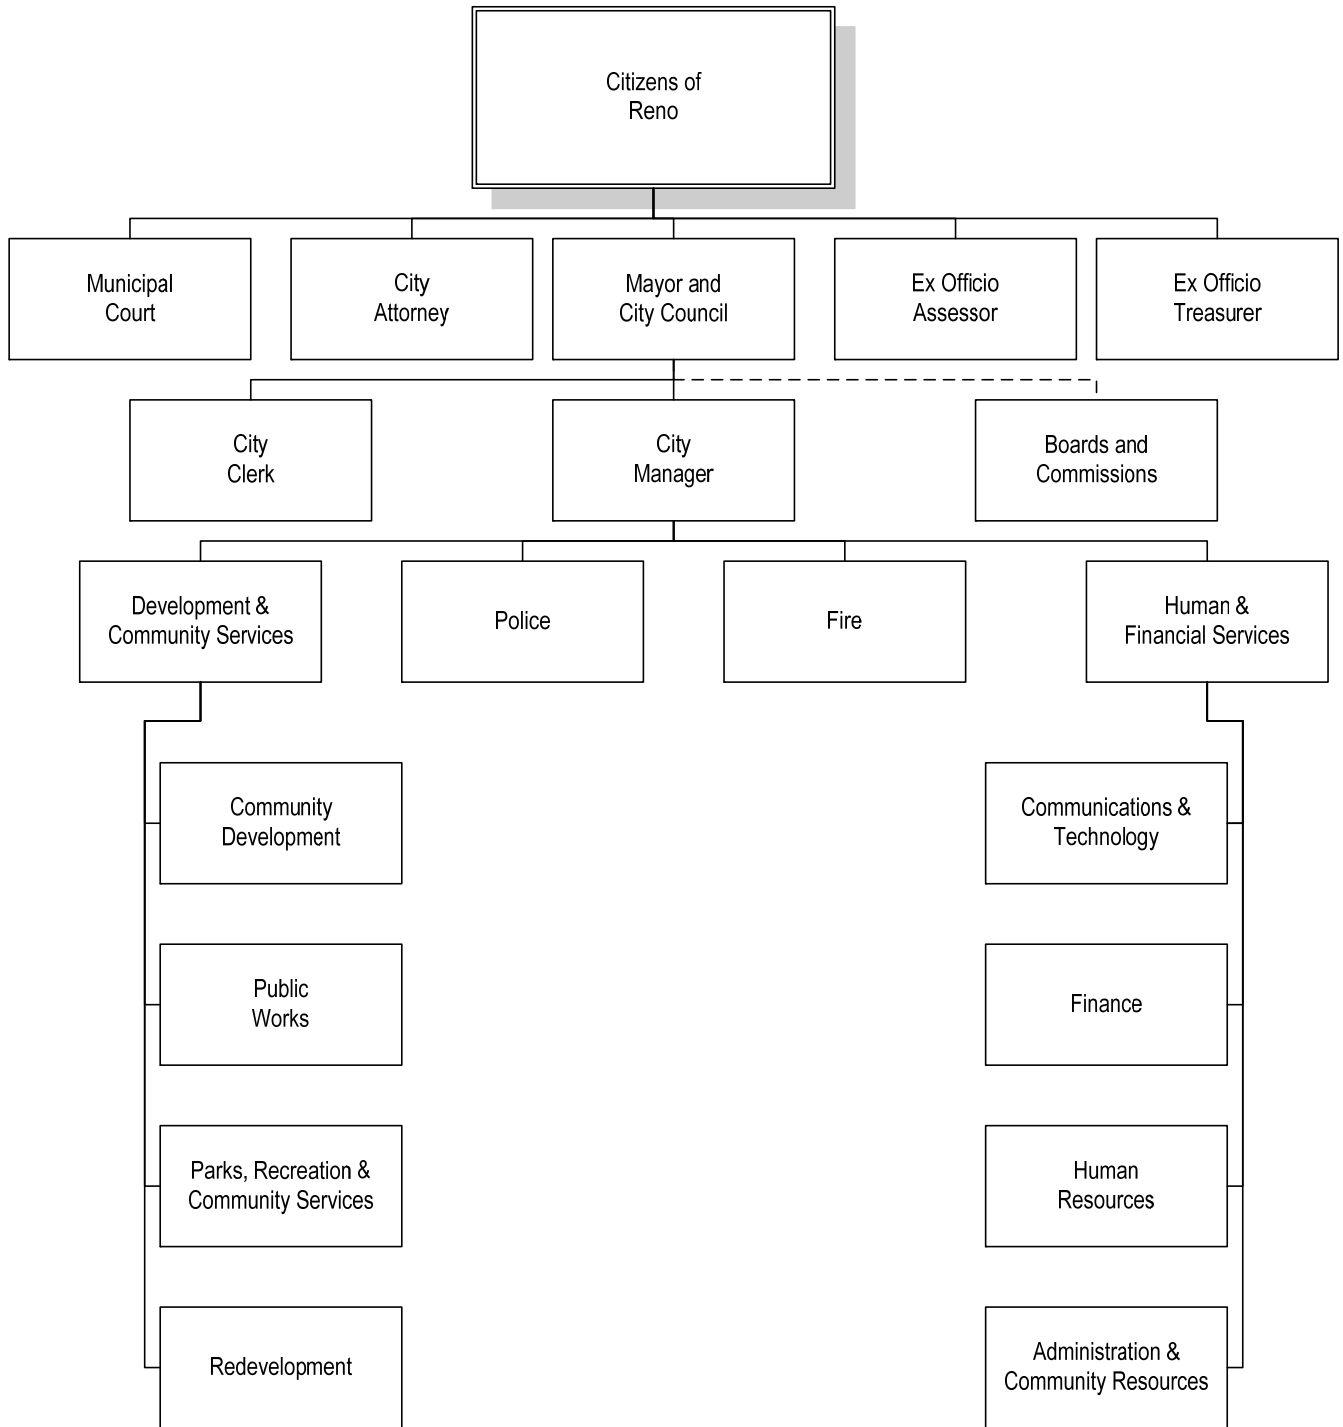 Citizens of
Reno
Municipal
Court
City
Attorney
Mayor and
City Council
Ex Officio
Assessor
Ex Officio
Treasurer
City
Clerk
City
Manager
Boards and
Commissions
Development &
Community Services
Police
Fire
Human &
Financial Services
Community
Development
Communications &
Technology
Public
Works
Finance
Parks, Recreation &
Community Services
Human
Resources
Redevelopment
Administration &
Community Resources